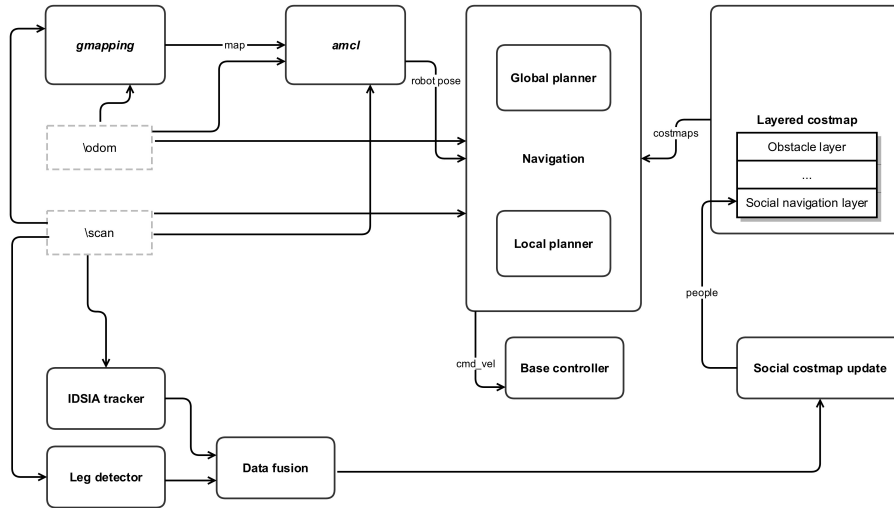 gmapping
map
amcl
robot pose
Global planner
Navigation
Local planner
costmaps
Layered costmap
Obstacle layer
...
Social navigation layer
\odom
\scan
people
cmd_vel
Base controller
Social costmap update
IDSIA tracker
Leg detector
Data fusion